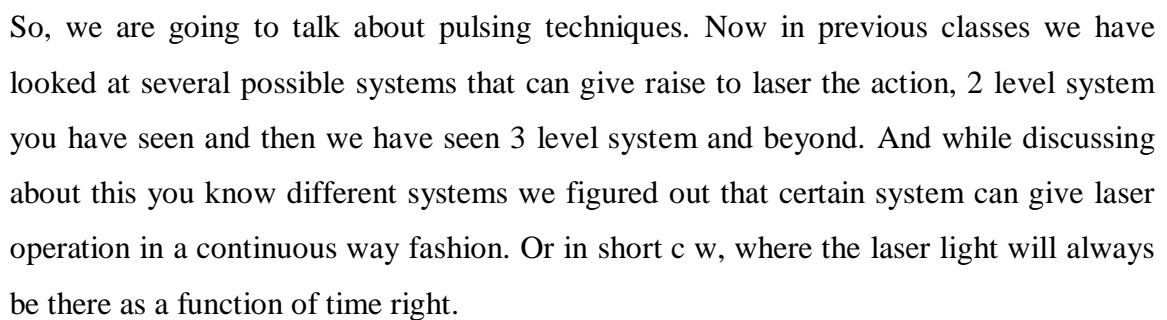 So, we are going to talk about pulsing techniques. Now in previous classes we have
looked at several possible systems that can give raise to laser the action, 2 level system
you have seen and then we have seen 3 level system and beyond. And while discussing
about this you know different systems we figured out that certain system can give laser
operation in a continuous way fashion. Or in short c w, where the laser light will always
be there as a function of time right.